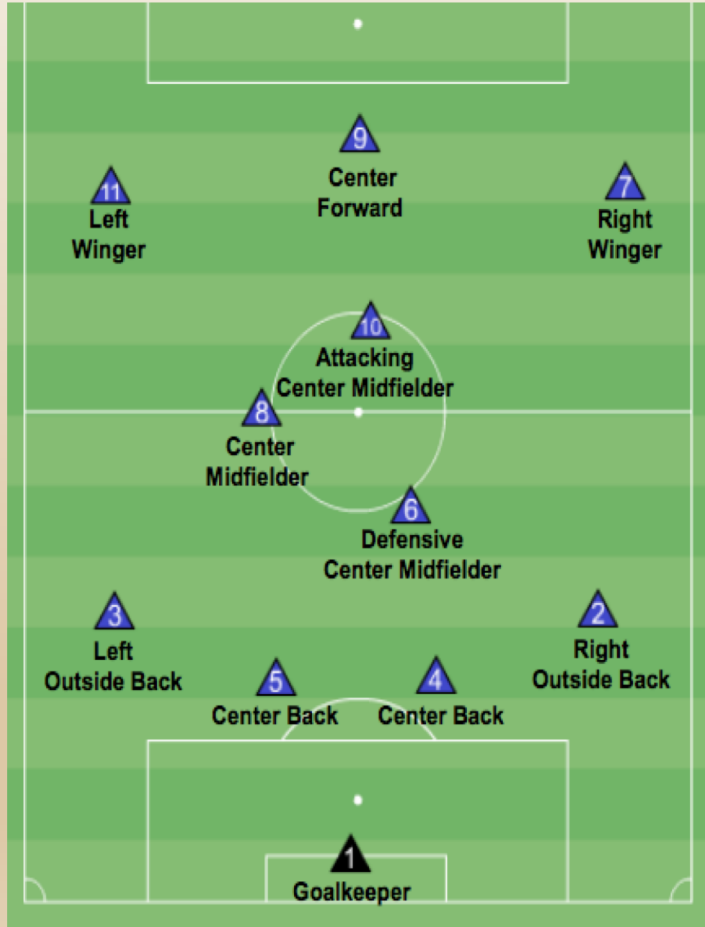 9
Center
Forward
11
Left
Winger
7
Right
Winger
10
Attacking
Center Midfielder
8
Center
Midfielder
6
Defensive
Center Midfielder
3
Left
Outside Back
2
Right
Outside Back
5
Center Back
4
Center Back
1
Goalkeeper